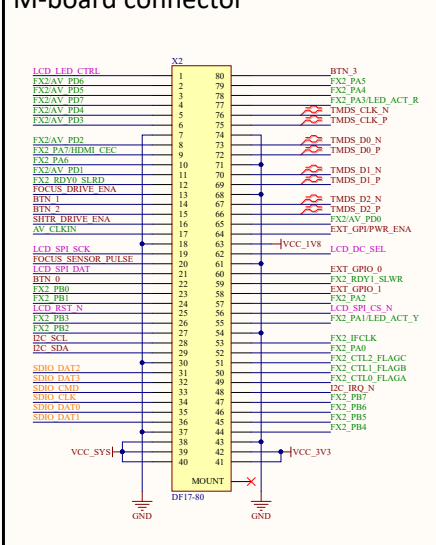 M-board connector
X2
LCD_LED_CTRL 1 80 BTN_3
FX2/AV_PD6 2 79 FX2_PA5
FX2/AV_PD5 3 78 FX2_PA4
FX2/AV_PD7 4 77 FX2_PA3/LED_ACT_R
FX2/AV_PD4 5 76 TMDS_CLK_N
FX2/AV_PD3 6 75 TMDS_CLK_P
7 74
FX2/AV_PD2 8 73 TMDS_D0_N
FX2_PA7/HDMI_CEC 9 72 TMDS_D0_P
FX2_PA6 10 71
FX2/AV_PD1 11 70 TMDS_D1_N
FX2_RDY0_SLRD 12 69 TMDS_D1_P
FOCUS_DRIVE_ENA 13 68
BTN_1 14 67 TMDS_D2_N
BTN_2 15 66 TMDS_D2_P
SHTR_DRIVE_ENA 16 65 FX2/AV_PD0
AV_CLKIN 17 64 EXT_GPI/PWR_ENA
18 63 VCC_1V8
LCD_SPI_SCK 19 62 LCD_DC_SEL
FOCUS_SENSOR_PULSE 20 61
LCD_SPI_DAT 21 60 EXT_GPIO_0
BTN_0 22 59 FX2_RDY1_SLWR
FX2_PB0 23 58 EXT_GPIO_1
FX2_PB1 24 57 FX2_PA2
LCD_RST_N 25 56 LCD_SPI_CS_N
FX2_PB3 26 55 FX2_PA1/LED_ACT_Y
FX2_PB2 27 54
I2C_SCL 28 53 FX2_IFCLK
I2C_SDA 29 52 FX2_PA0
30 51 FX2_CTL2_FLAGC
SDIO_DAT2 31 50 FX2_CTL1_FLAGB
SDIO_DAT3 32 49 FX2_CTL0_FLAGA
SDIO_CMD 33 48 I2C_IRQ_N
SDIO_CLK 34 47 FX2_PB7
SDIO_DAT0 35 46 FX2_PB6
SDIO_DAT1 36 45 FX2_PB5
37 44 FX2_PB4
38 43
VCC_SYS 39 42 VCC_3V3
40 41
MOUNT
DF17-80
GND GND